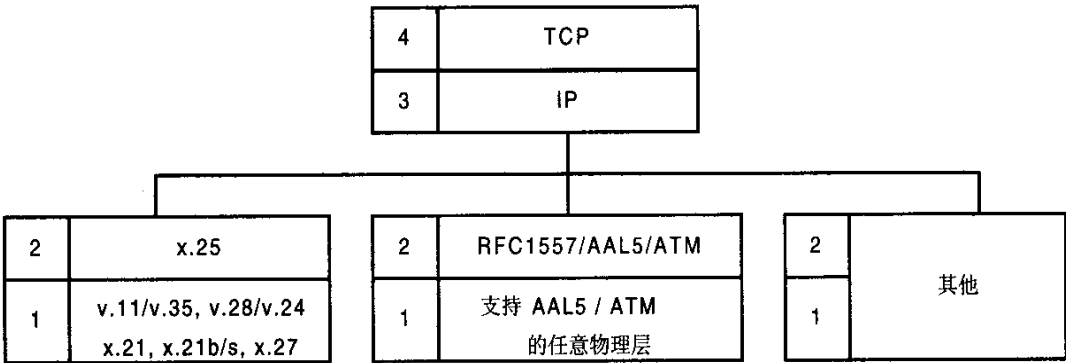 4 TCP
3 IP
2 x.25
1 v.11/v.35, v.28/v.24
x.21, x.21b/s, x.27
2 RFC1557/AAL5/ATM
1 支持 AAL5 / ATM
的任意物理层
2 其他
1